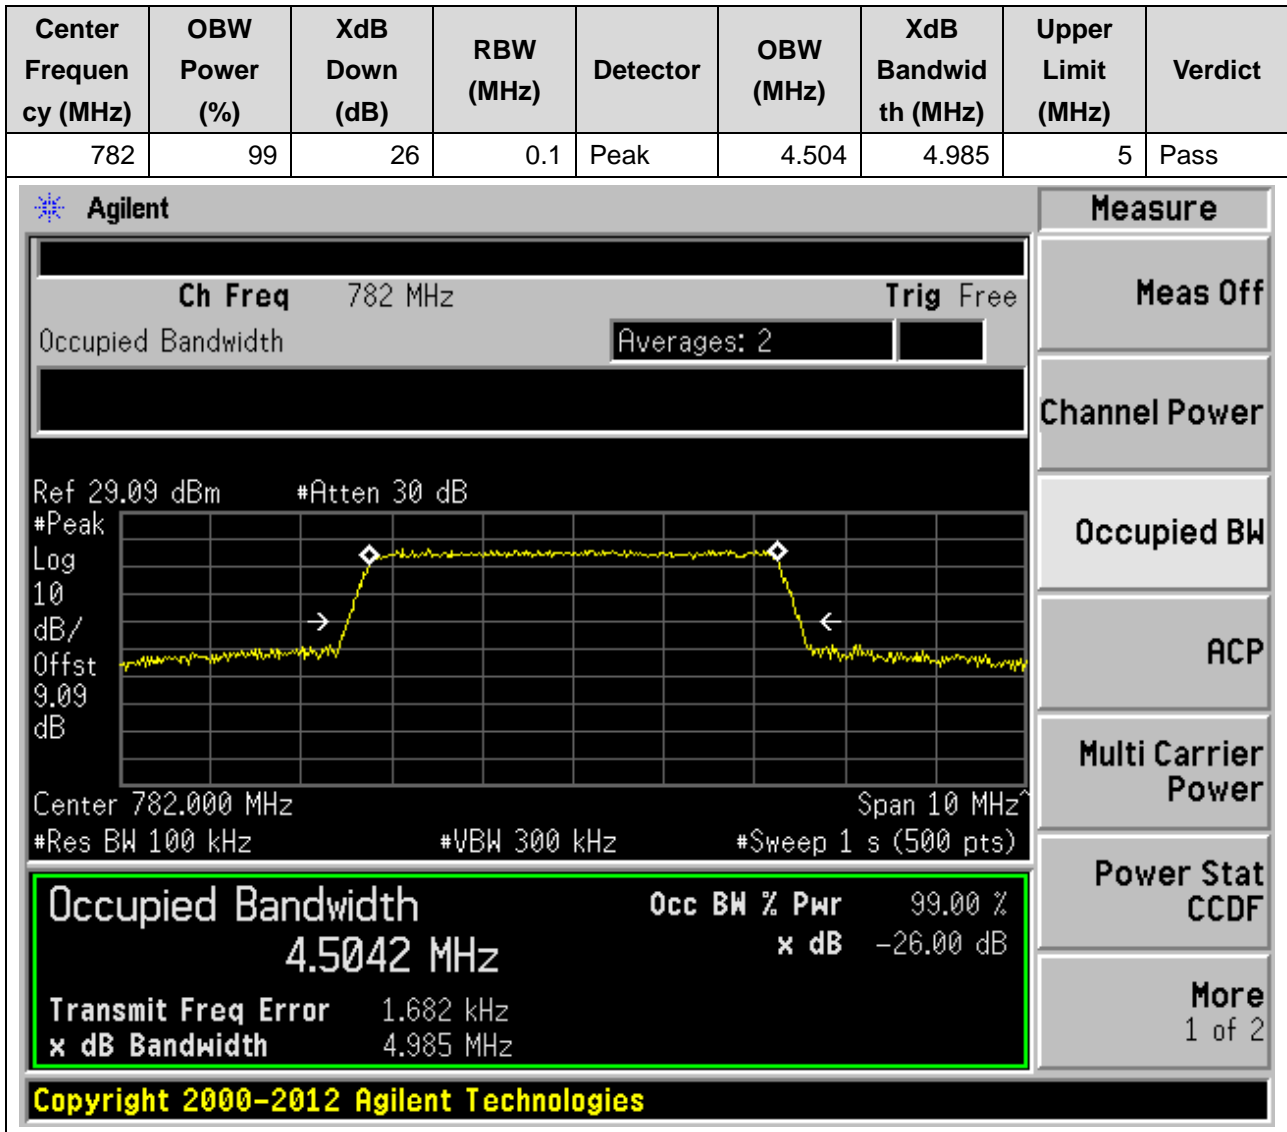 Center Frequen cy (MHz) OBW Power (%) XdB Down (dB) RBW (MHz) Detector OBW (MHz) XdB Bandwid th (MHz) Upper Limit (MHz) Verdict
782 99 26 0.1 Peak 4.504 4.985 5 Pass
Agilent
Measure
Ch Freq 782 MHz Trig Free
Occupied Bandwidth Averages: 2
Meas Off
Channel Power
Occupied BW
ACP
Multi Carrier
Power
Power Stat
CCDF
More
1 of 2
Ref 29.09 dBm #Atten 30 dB
#Peak
Log
10
dB/
Offst
9.09
dB
Center 782.000 MHz Span 10 MHz^
#Res BW 100 kHz #VBW 300 kHz #Sweep 1 s (500 pts)
Occupied Bandwidth Occ BW % Pwr 99.00 %
4.5042 MHz x dB -26.00 dB
Transmit Freq Error 1.682 kHz
x dB Bandwidth 4.985 MHz
Copyright 2000-2012 Agilent Technologies